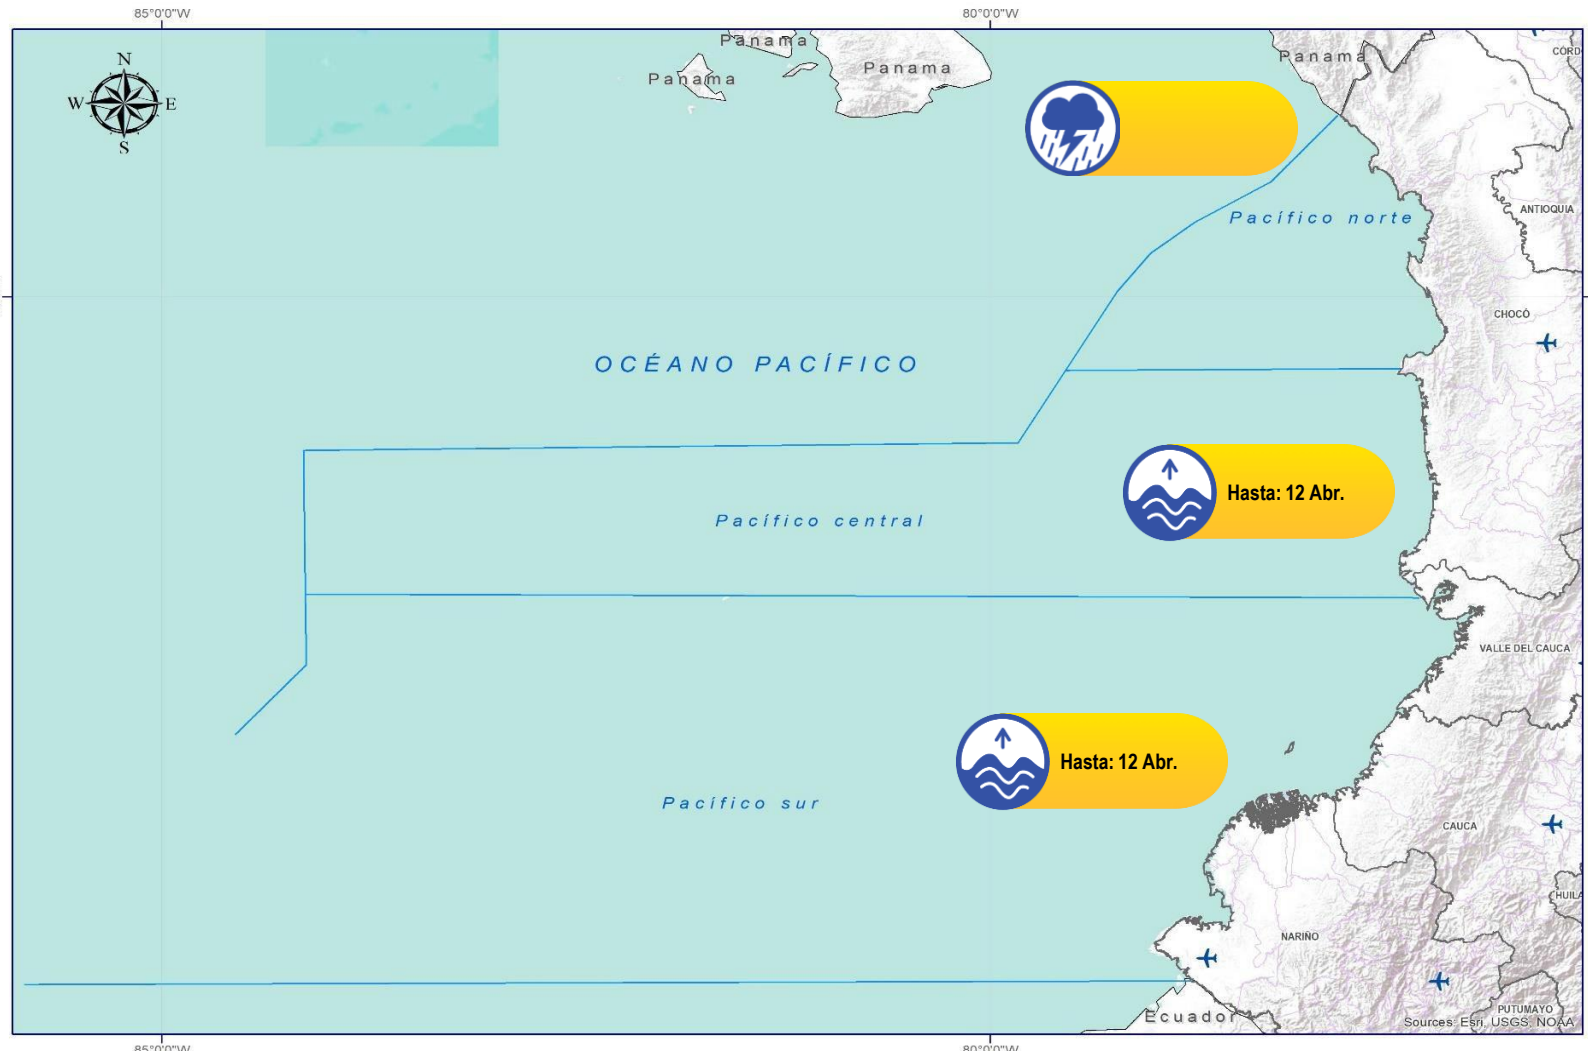 85°0'0"W
80°0'0"W
N
W
E
S
Panama
Panama
Panama
Panama
CÓRD
ANTIOQUIA
Pacífico norte
CHOCÓ
OCÉANO PACÍFICO
Hasta: 12 Abr.
Pacífico central
VALLE DEL CAUCA
Hasta: 12 Abr.
Pacífico sur
CAUCA
HUILA
NARIÑO
PUTUMAYO
Ecuador
Sources: Esri, USGS, NOAA
85°0'0"W
80°0'0"W